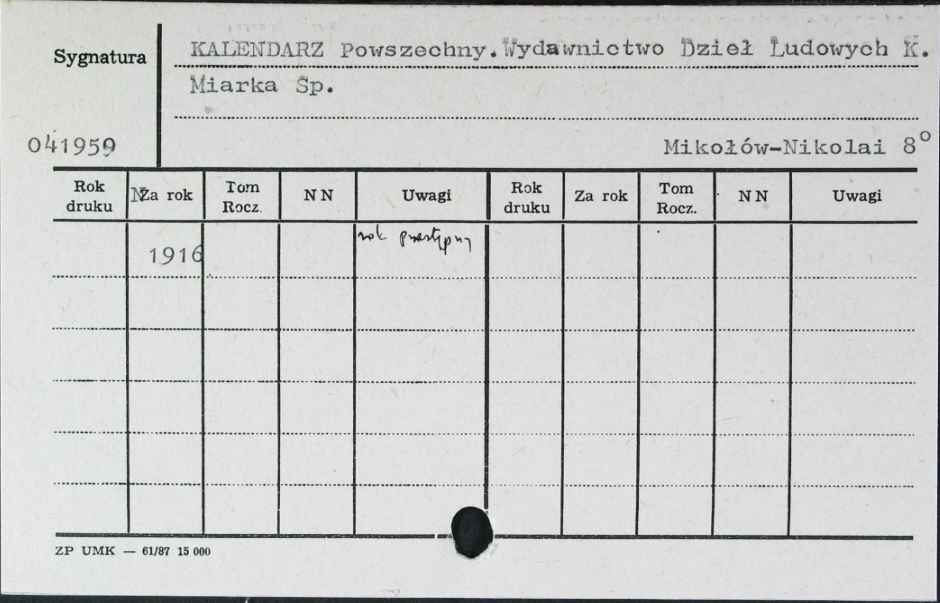 Sygnatura
KALENDARZ Powszechny.Wydawnictwo Dzieł Ludowych K.
Miarka Sp.
041959
Mikołów-Nikolai 8°
Rok druku Za rok Tom Rocz. N N Uwagi Rok druku Za rok Tom Rocz. N N Uwagi
1916 rok przestępny
ZP UMK — 61/87 15 000